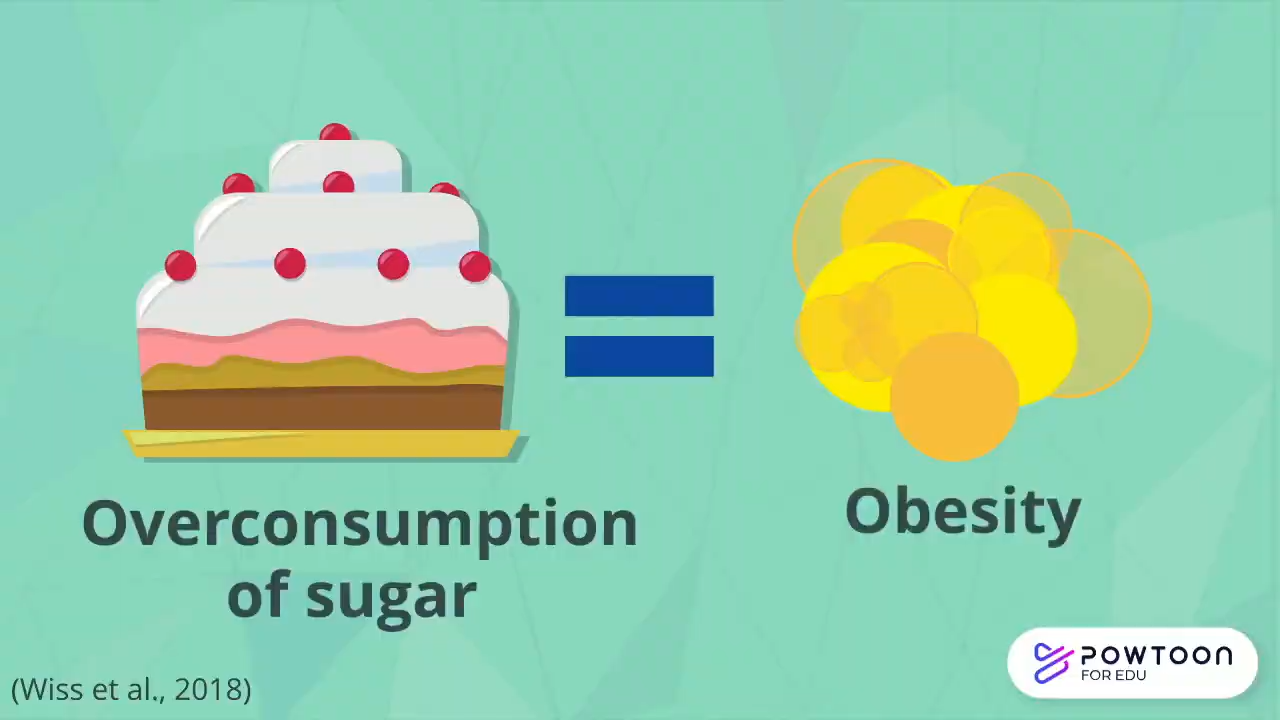 Overconsumption
of sugar
Obesity
(Wiss et al., 2018)
POWTOON
FOR EDU